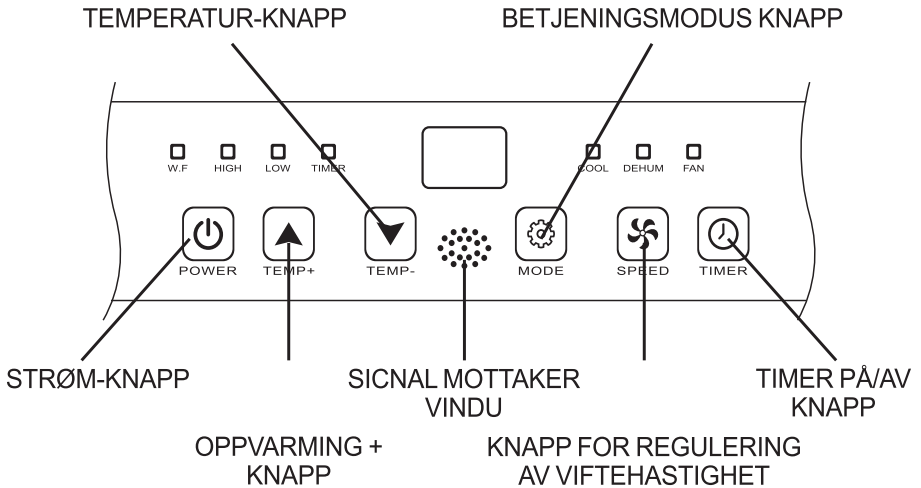 TEMPERATUR-KNAPP
BETJENINGSMODUS KNAPP
W.F HIGH LOW TIMER COOL DEHUM FAN
POWER TEMP+ TEMP- MODE SPEED TIMER
STRØM-KNAPP
SICNAL MOTTAKER
VINDU
TIMER PÅ/AV
KNAPP
OPPVARMING +
KNAPP
KNAPP FOR REGULERING
AV VIFTEHASTIGHET